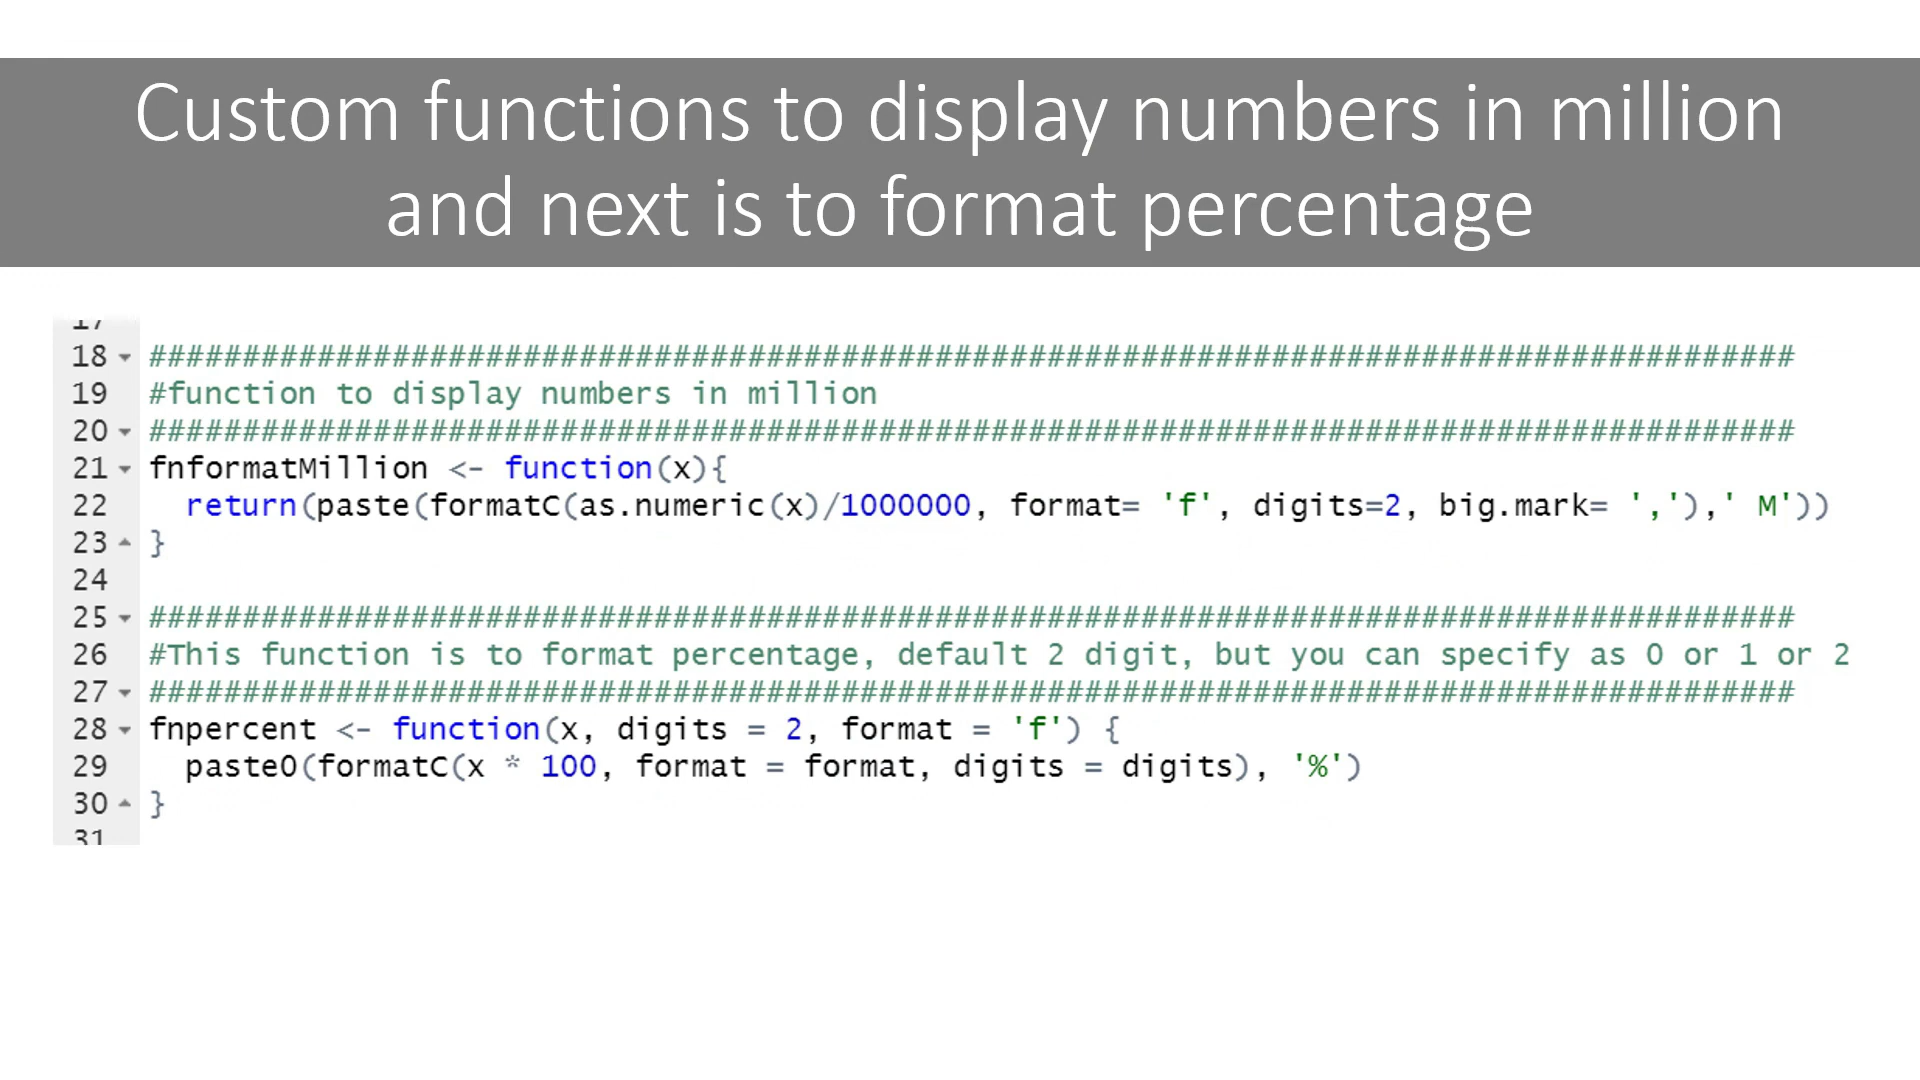 Custom functions to display numbers in million
and next is to format percentage
17
18 ########################################################################################
19 #function to display numbers in million
20 ########################################################################################
21 fnformatMillion <- function(x){
22 return(paste(formatC(as.numeric(x)/1000000, format= 'f', digits=2, big.mark= ','),' M'))
23 }
24
25 ########################################################################################
26 #This function is to format percentage, default 2 digit, but you can specify as 0 or 1 or 2
27 ########################################################################################
28 fnpercent <- function(x, digits = 2, format = 'f') {
29 paste0(formatC(x * 100, format = format, digits = digits), '%')
30 }
31